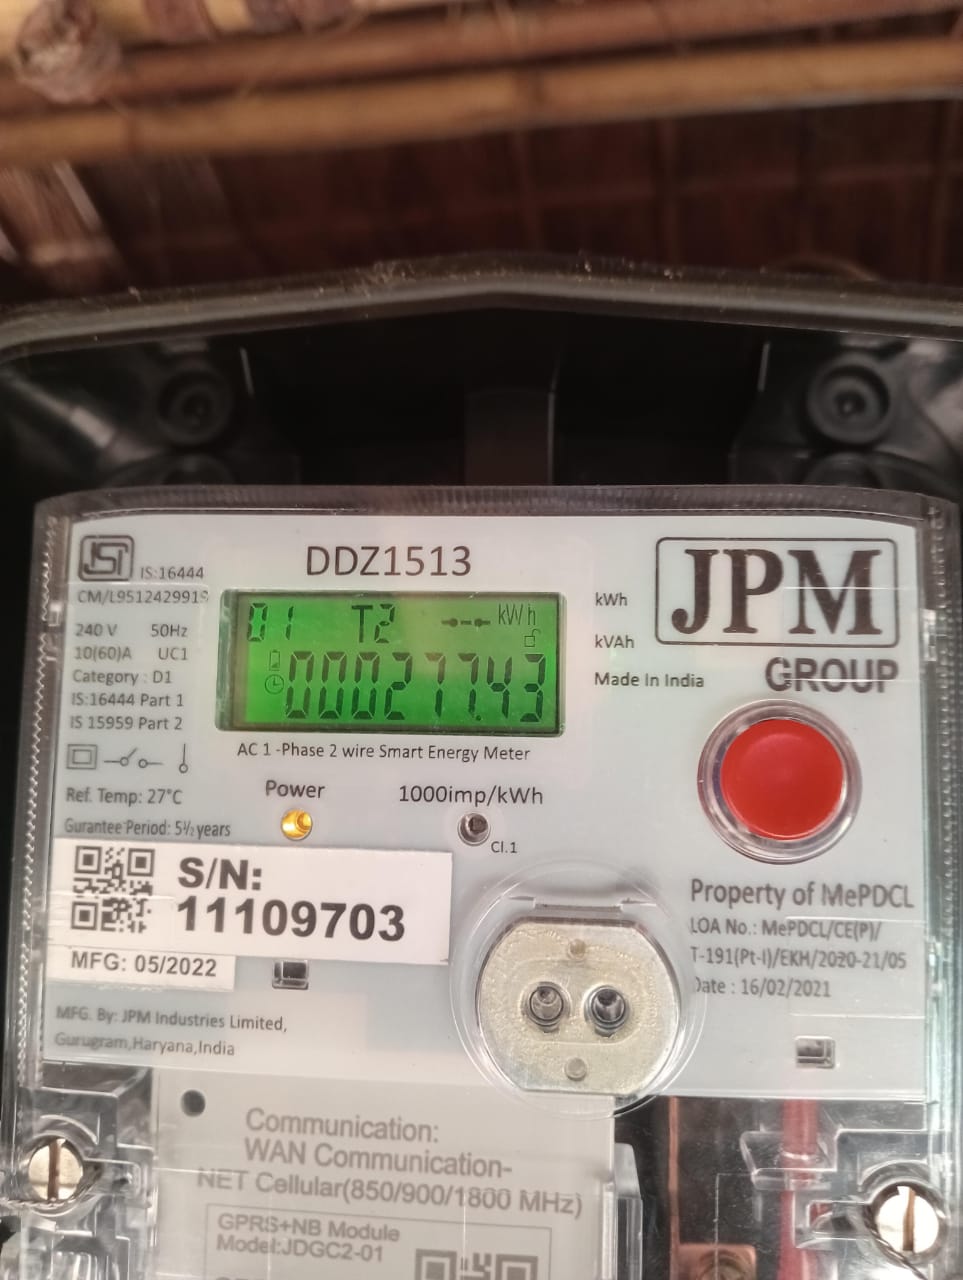 DDZ1513
ISI
IS:16444
CM/L951242991
240 V 50Hz
10(60)A UC1
Category : D1
IS:16444 Part 1
IS 15959 Part 2
Ref. Temp: 27°C
Gurantee Period: 5½ years
01 T2 kWh
000277.43
AC 1 -Phase 2 wire Smart Energy Meter
Power
1000imp/kWh
Cl.1
kWh
kVAh
Made In India
JPM
GROUP
S/N:
11109703
MFG: 05/2022
MFG. By: JPM Industries Limited,
Gurugram,Haryana,India
Property of MePDCL
LOA No.: MePDCL/CE(P)/
T-191(Pt-I)/EKH/2020-21/05
Date : 16/02/2021
Communication:
WAN Communication-
NET Cellular(850/900/1800 MHz)
GPRS+NB Module
Model:JDGC2-01